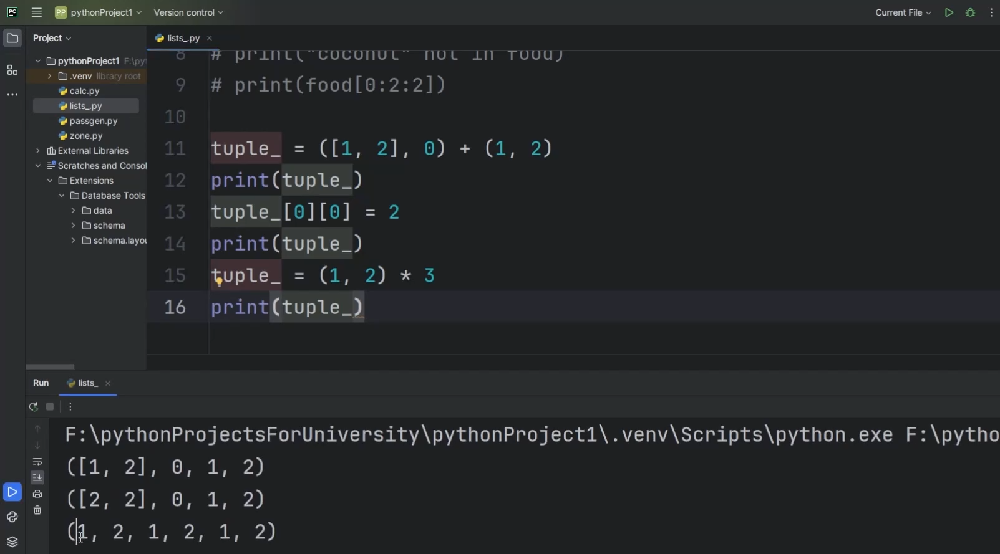 PC
PP pythonProject1
Version control
Current File
Project
lists_.py
pythonProject1 F:\py
.venv library root
calc.py
lists_.py
passgen.py
zone.py
External Libraries
Scratches and Consol
Extensions
Database Tools
data
schema
schema.layou
8 # print("coconut" not in food)
9 # print(food[0:2:2])
10
11 tuple_ = ([1, 2], 0) + (1, 2)
12 print(tuple_)
13 tuple_[0][0] = 2
14 print(tuple_)
15 tuple_ = (1, 2) * 3
16 print(tuple_)
Run
lists_
F:\pythonProjectsForUniversity\pythonProject1\.venv\Scripts\python.exe F:\pytho
([1, 2], 0, 1, 2)
([2, 2], 0, 1, 2)
(1, 2, 1, 2, 1, 2)